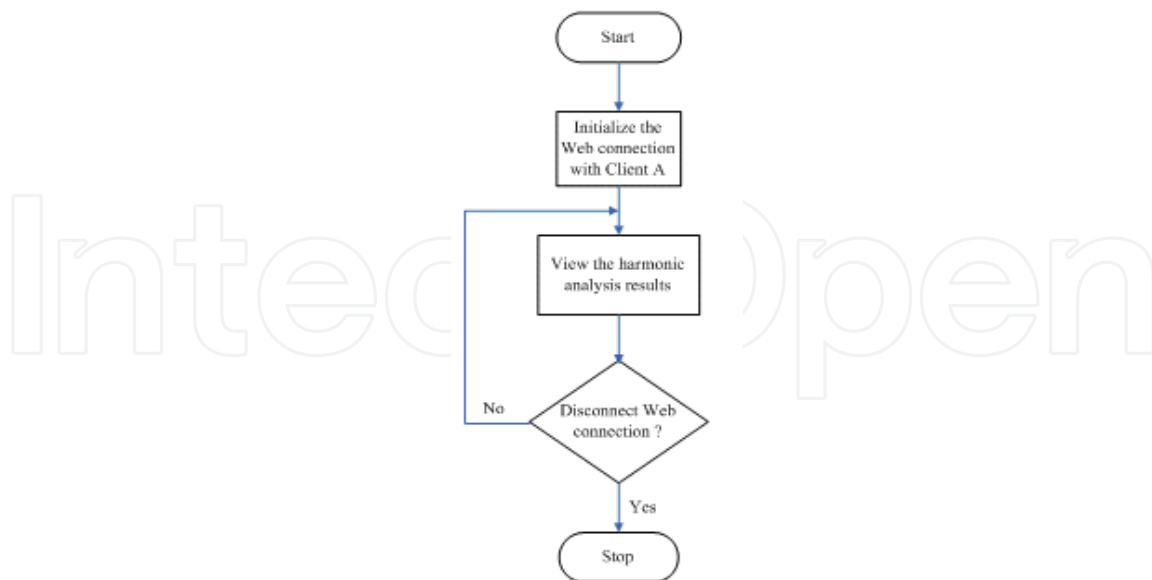 Start
Initialize the
Web connection
with Client A
View the harmonic
analysis results
No
Disconnect Web
connection ?
Yes
Stop
IntechOpen